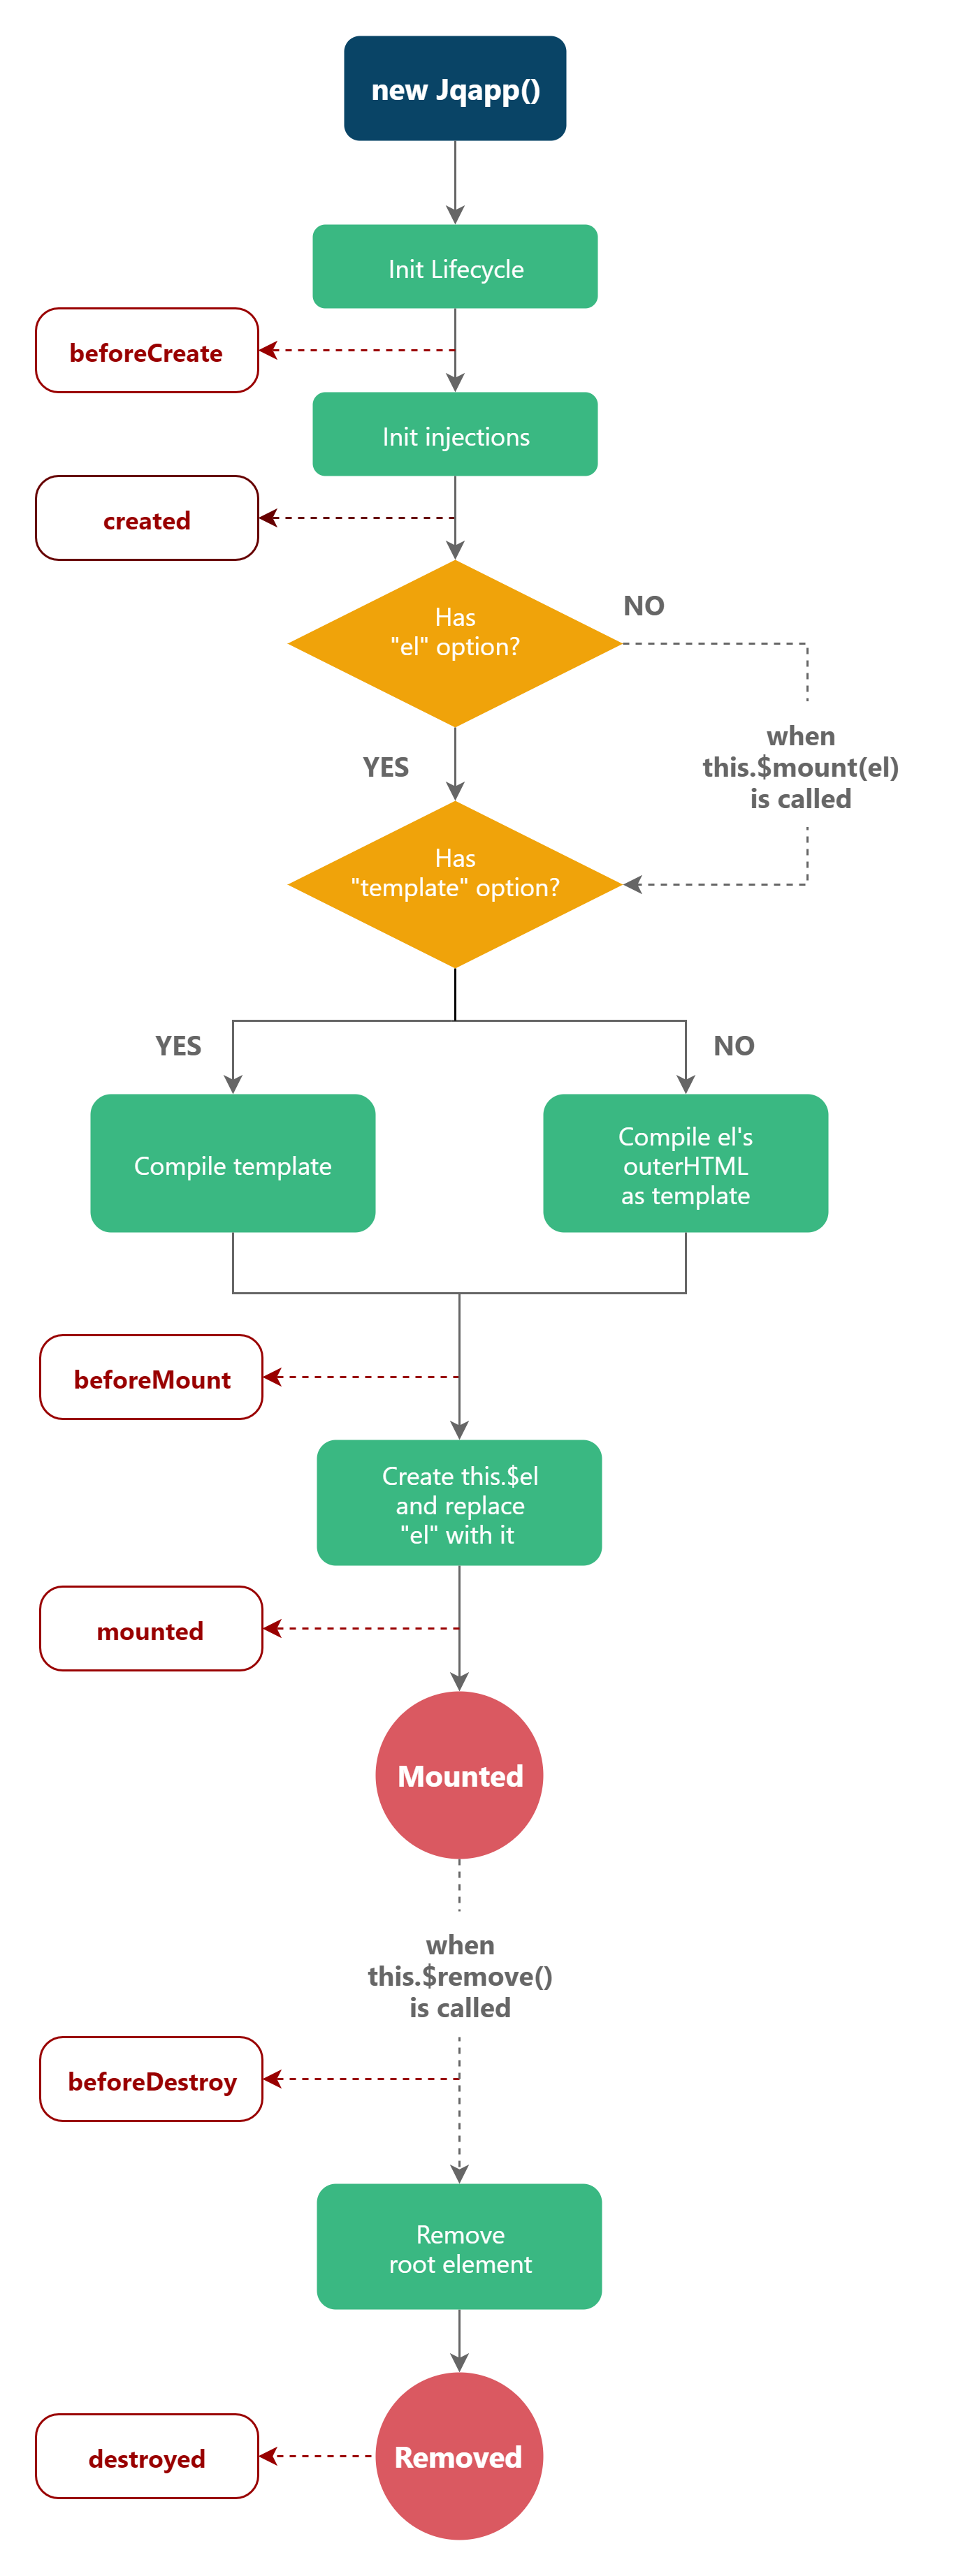 new Jqapp()
Init Lifecycle
beforeCreate
Init injections
created
Has
"el" option?
NO
YES
when
this.$mount(el)
is called
Has
"template" option?
YES
NO
Compile template
Compile el's
outerHTML
as template
beforeMount
Create this.$el
and replace
"el" with it
mounted
Mounted
when
this.$remove()
is called
beforeDestroy
Remove
root element
Removed
destroyed